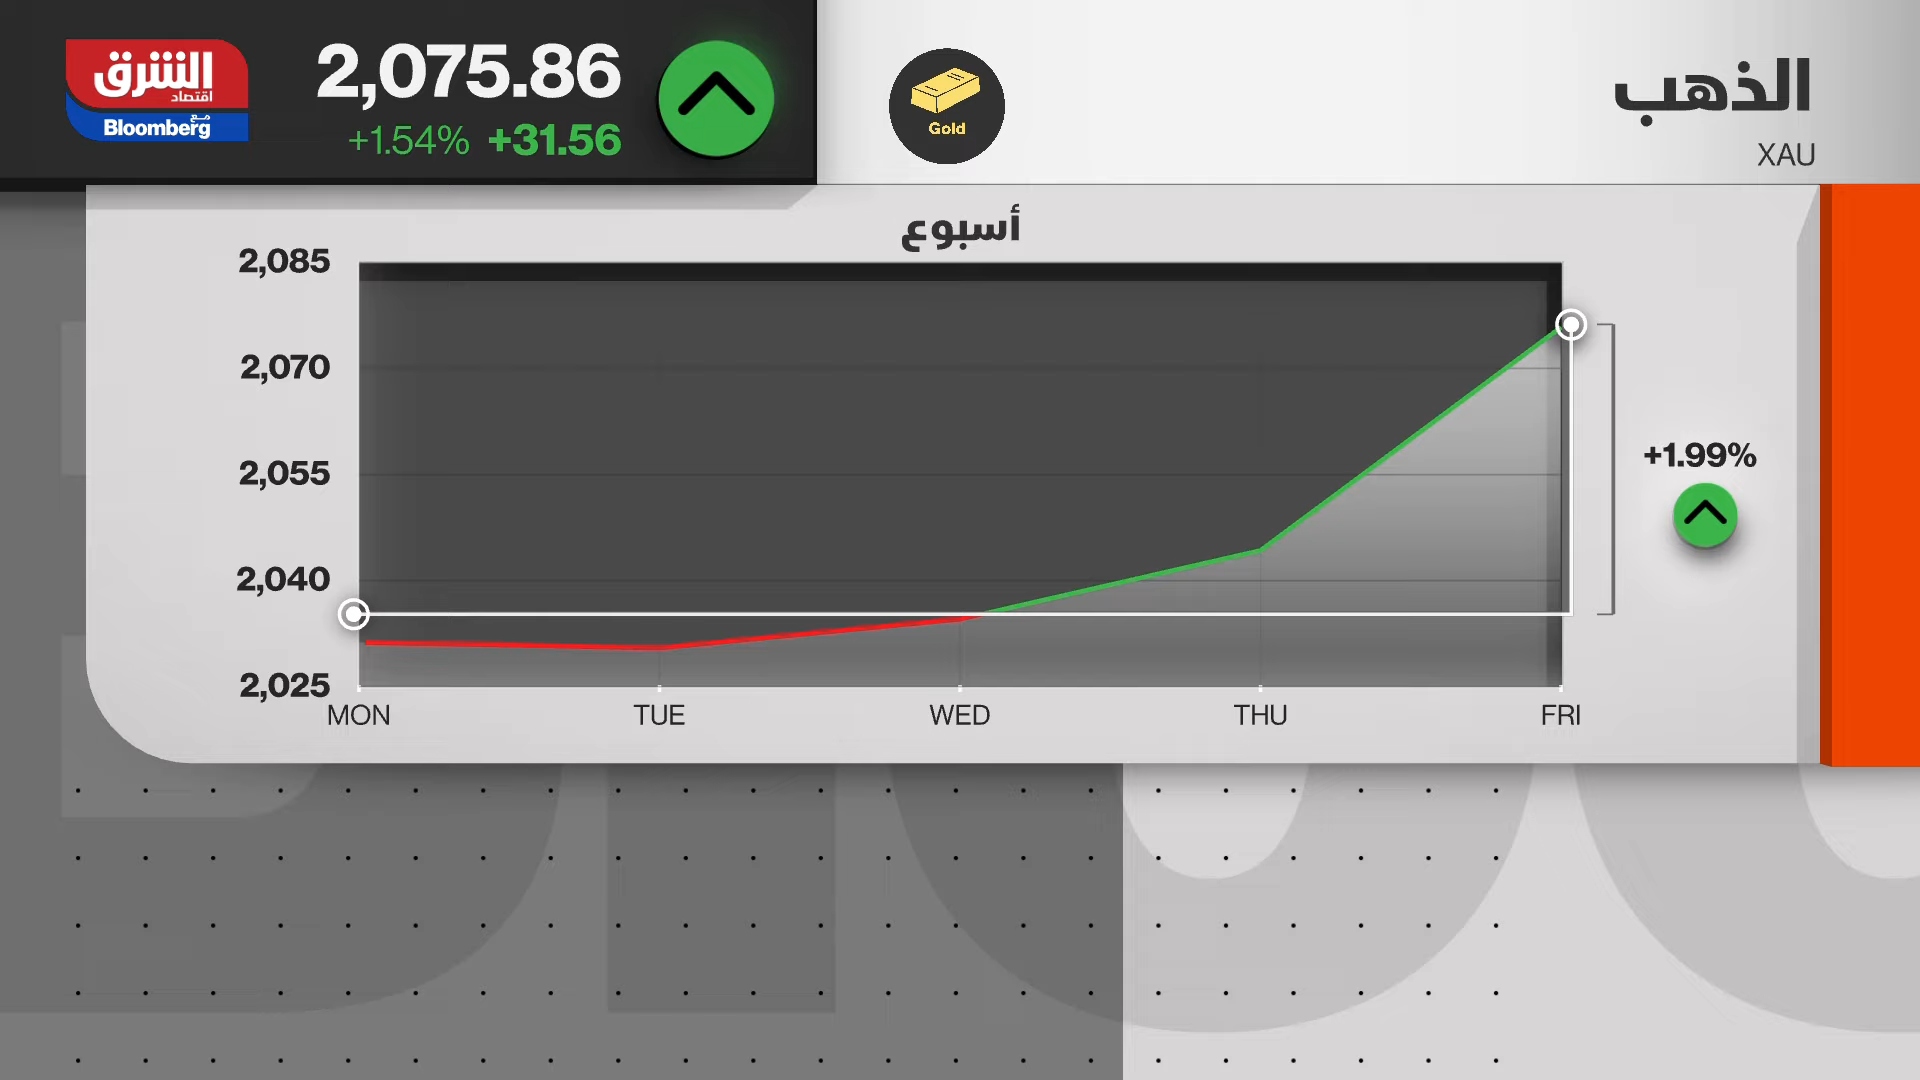 الشرق
اقتصاد
مع
Bloomberg
2,075.86
+1.54% +31.56
Gold
الذهب
XAU
أسبوع
2,085
2,070
2,055
2,040
2,025
MON TUE WED THU FRI
+1.99%